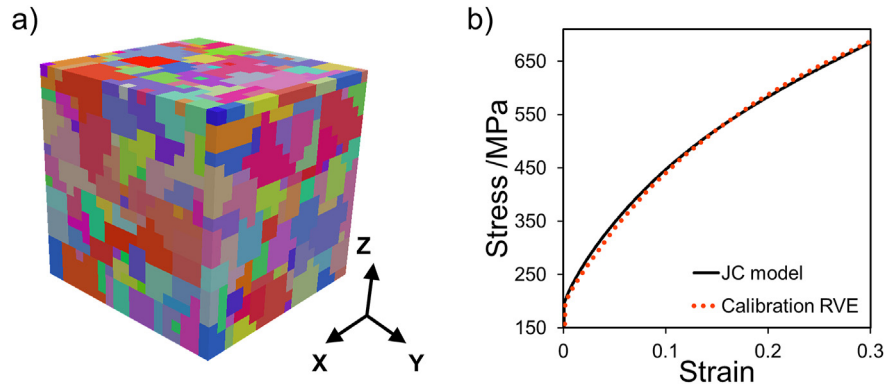 a)
Z
X
Y
b)
Stress /MPa
650
550
450
350
250
150
JC model
Calibration RVE
0
0.1
0.2
0.3
Strain